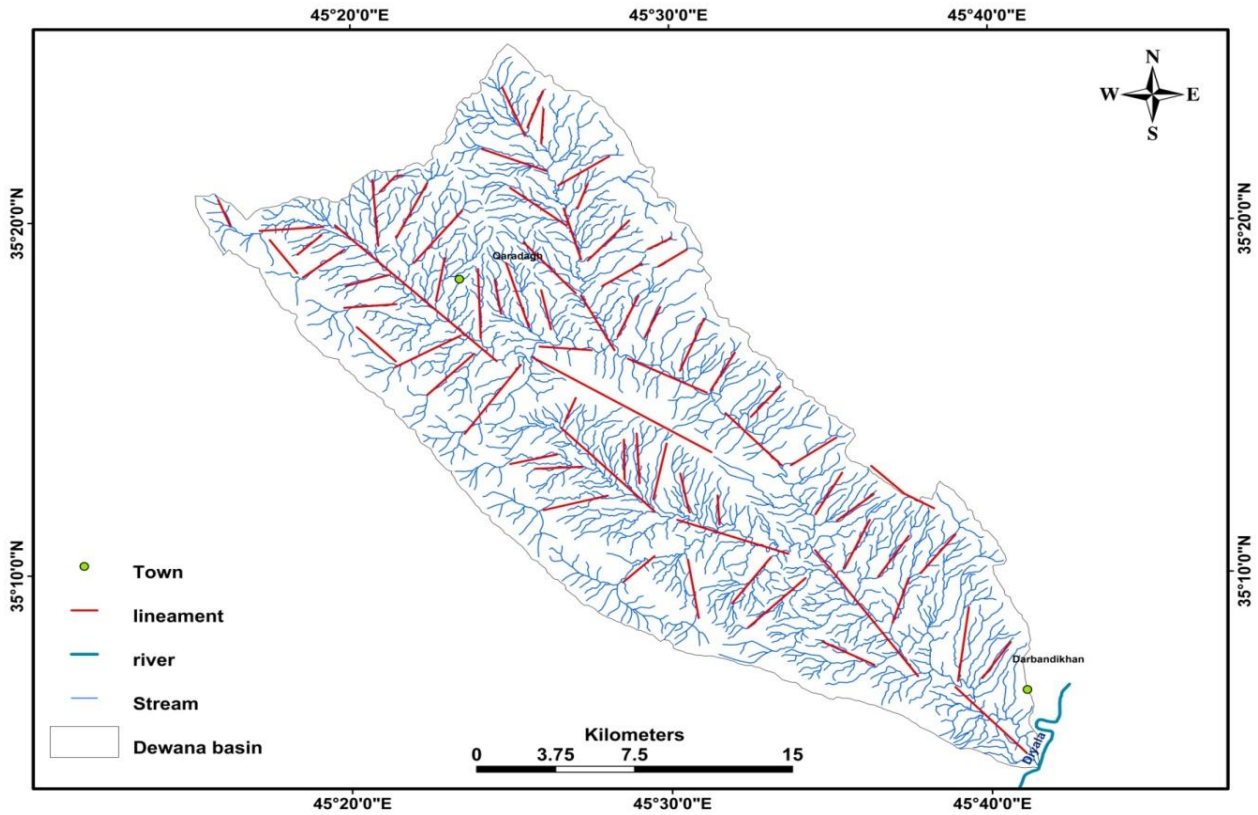 45°20'0"E 45°30'0"E 45°40'0"E
N
W E
S
35°20'0"N 35°20'0"N
Qaradagh
35°10'0"N 35°10'0"N
Town
lineament
river
Stream
Dewana basin
Darbandikhan
Diyala
Kilometers
0 3.75 7.5 15
45°20'0"E 45°30'0"E 45°40'0"E